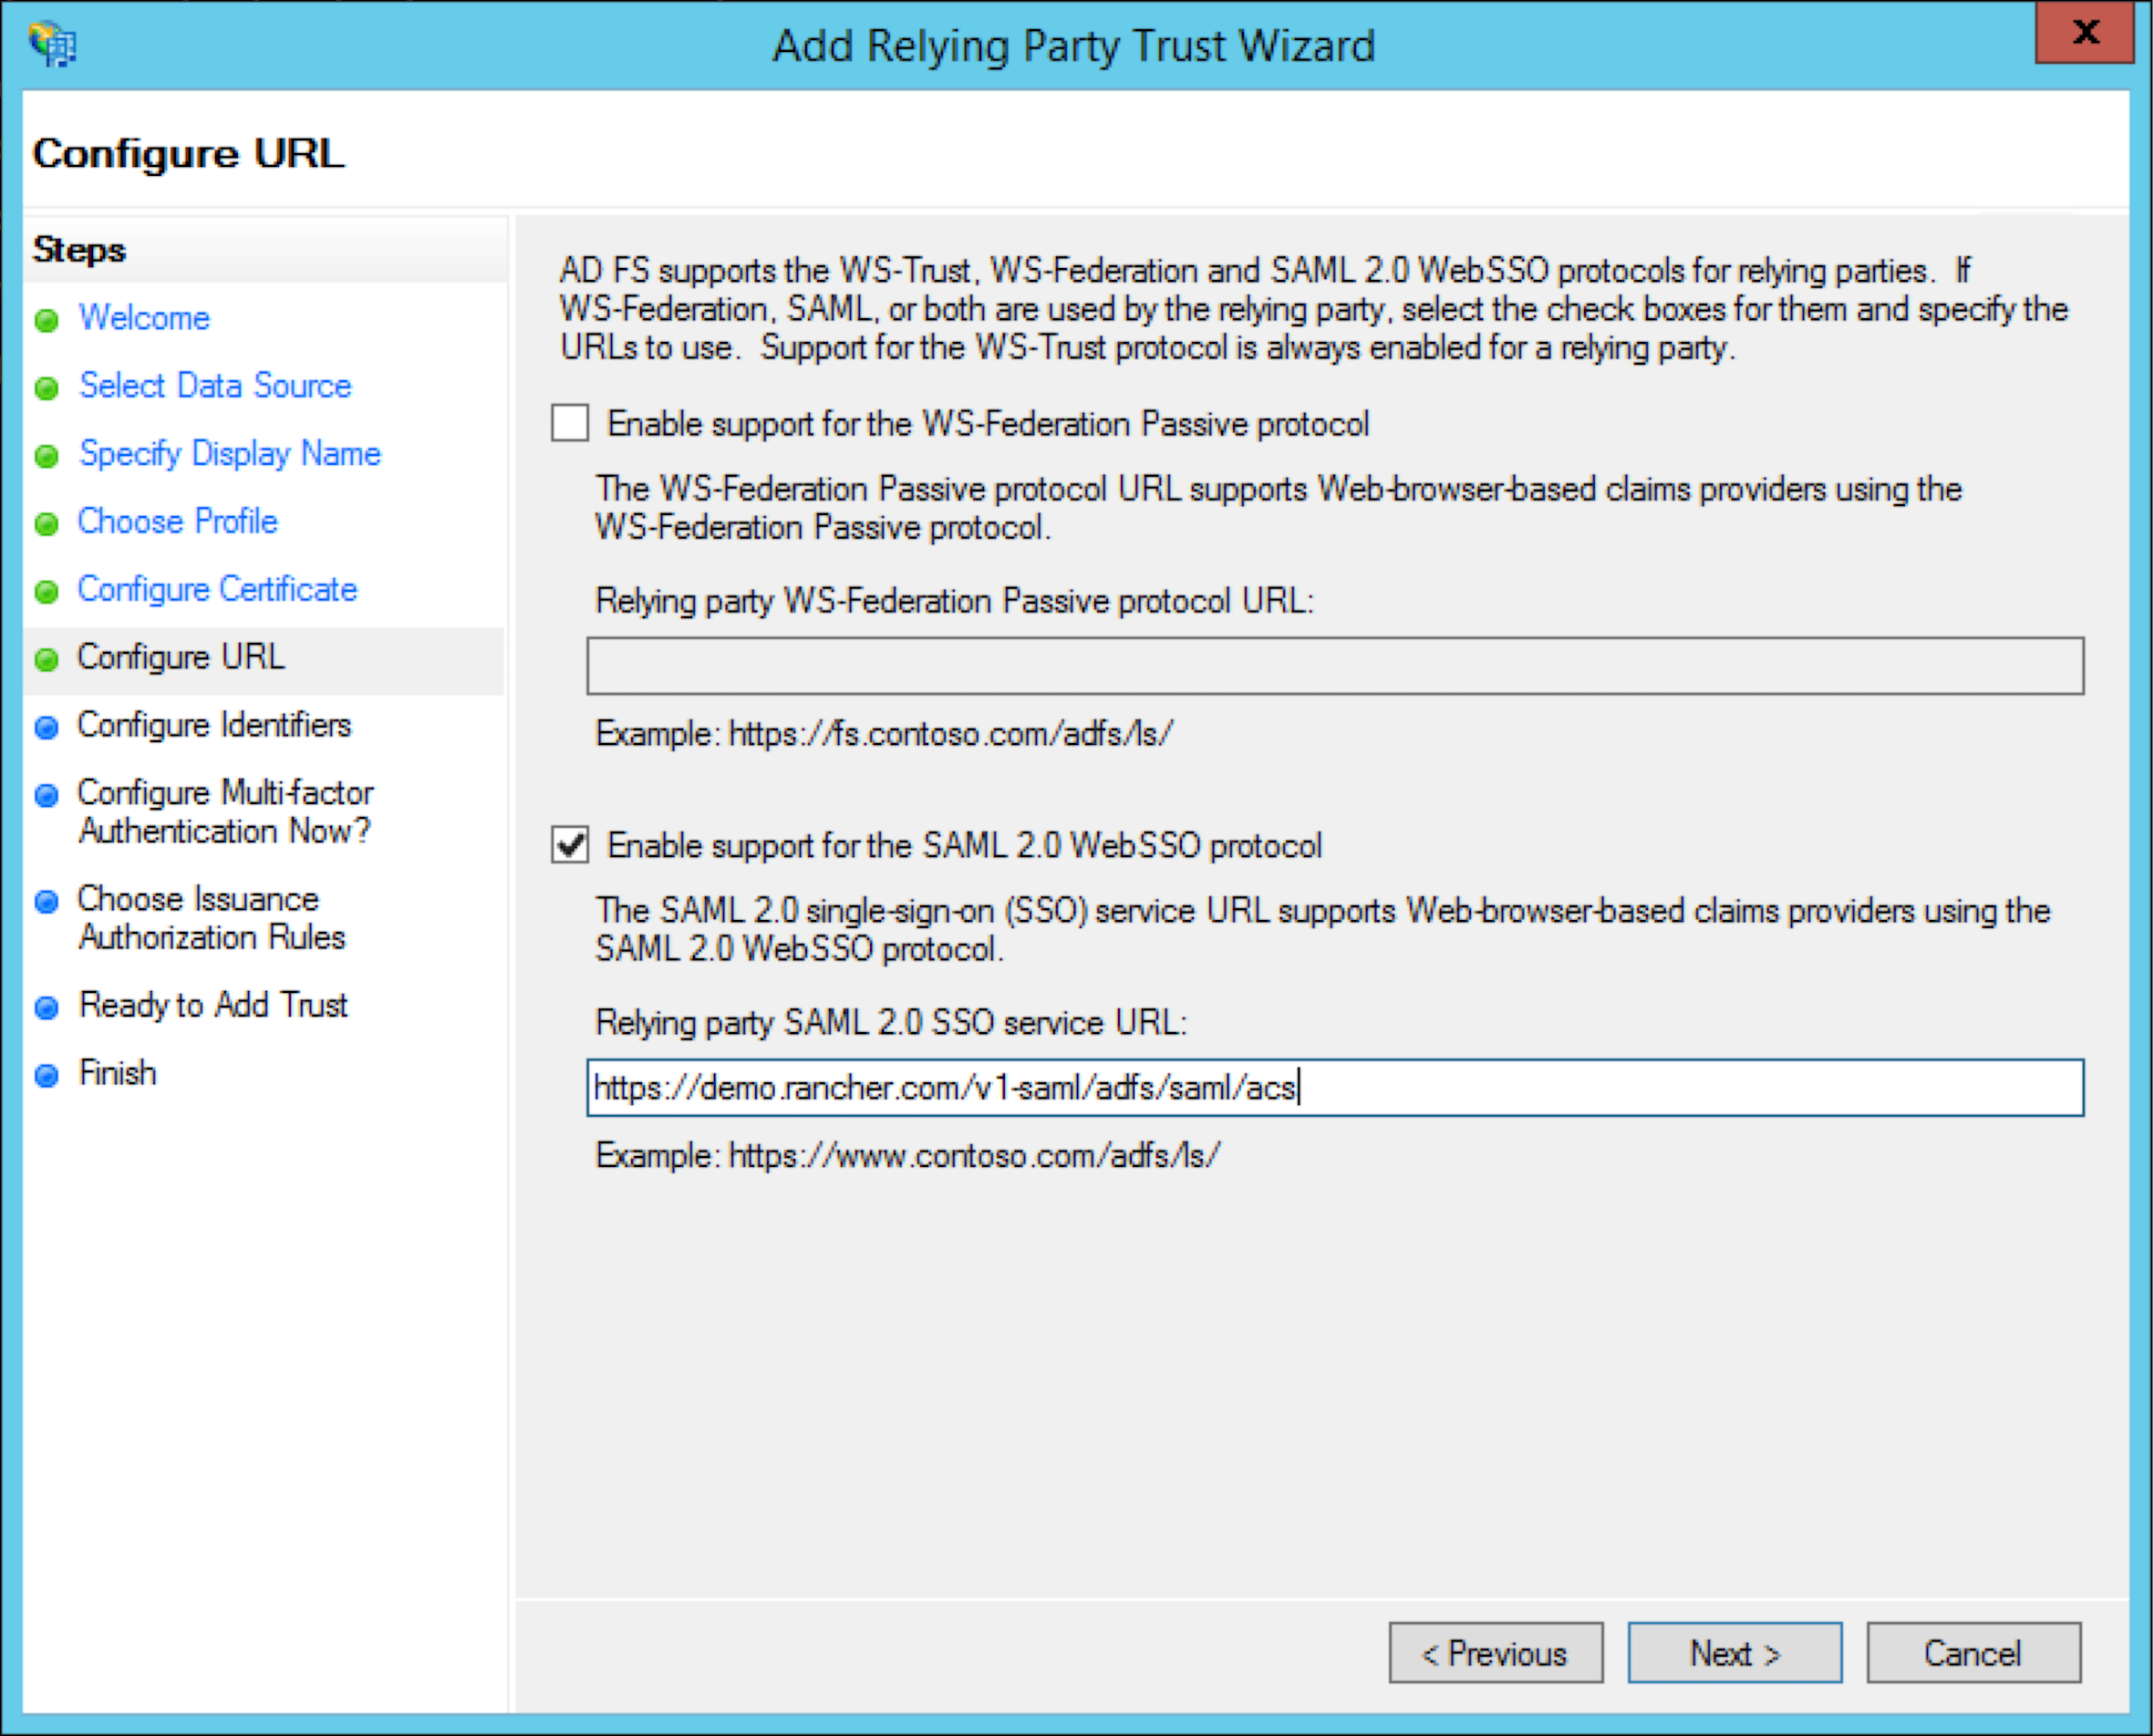 Add Relying Party Trust Wizard
x
Configure URL
Steps
Welcome
Select Data Source
Specify Display Name
Choose Profile
Configure Certificate
Configure URL
Configure Identifiers
Configure Multi-factor
Authentication Now?
Choose Issuance
Authorization Rules
Ready to Add Trust
Finish
AD FS supports the WS-Trust, WS-Federation and SAML 2.0 WebSSO protocols for relying parties.  If
WS-Federation, SAML, or both are used by the relying party, select the check boxes for them and specify the
URLs to use.  Support for the WS-Trust protocol is always enabled for a relying party.
Enable support for the WS-Federation Passive protocol
The WS-Federation Passive protocol URL supports Web-browser-based claims providers using the
WS-Federation Passive protocol.
Relying party WS-Federation Passive protocol URL:
Example: https://fs.contoso.com/adfs/ls/
Enable support for the SAML 2.0 WebSSO protocol
The SAML 2.0 single-sign-on (SSO) service URL supports Web-browser-based claims providers using the
SAML 2.0 WebSSO protocol.
Relying party SAML 2.0 SSO service URL:
https://demo.rancher.com/v1-saml/adfs/saml/acs
Example: https://www.contoso.com/adfs/ls/
< Previous
Next >
Cancel